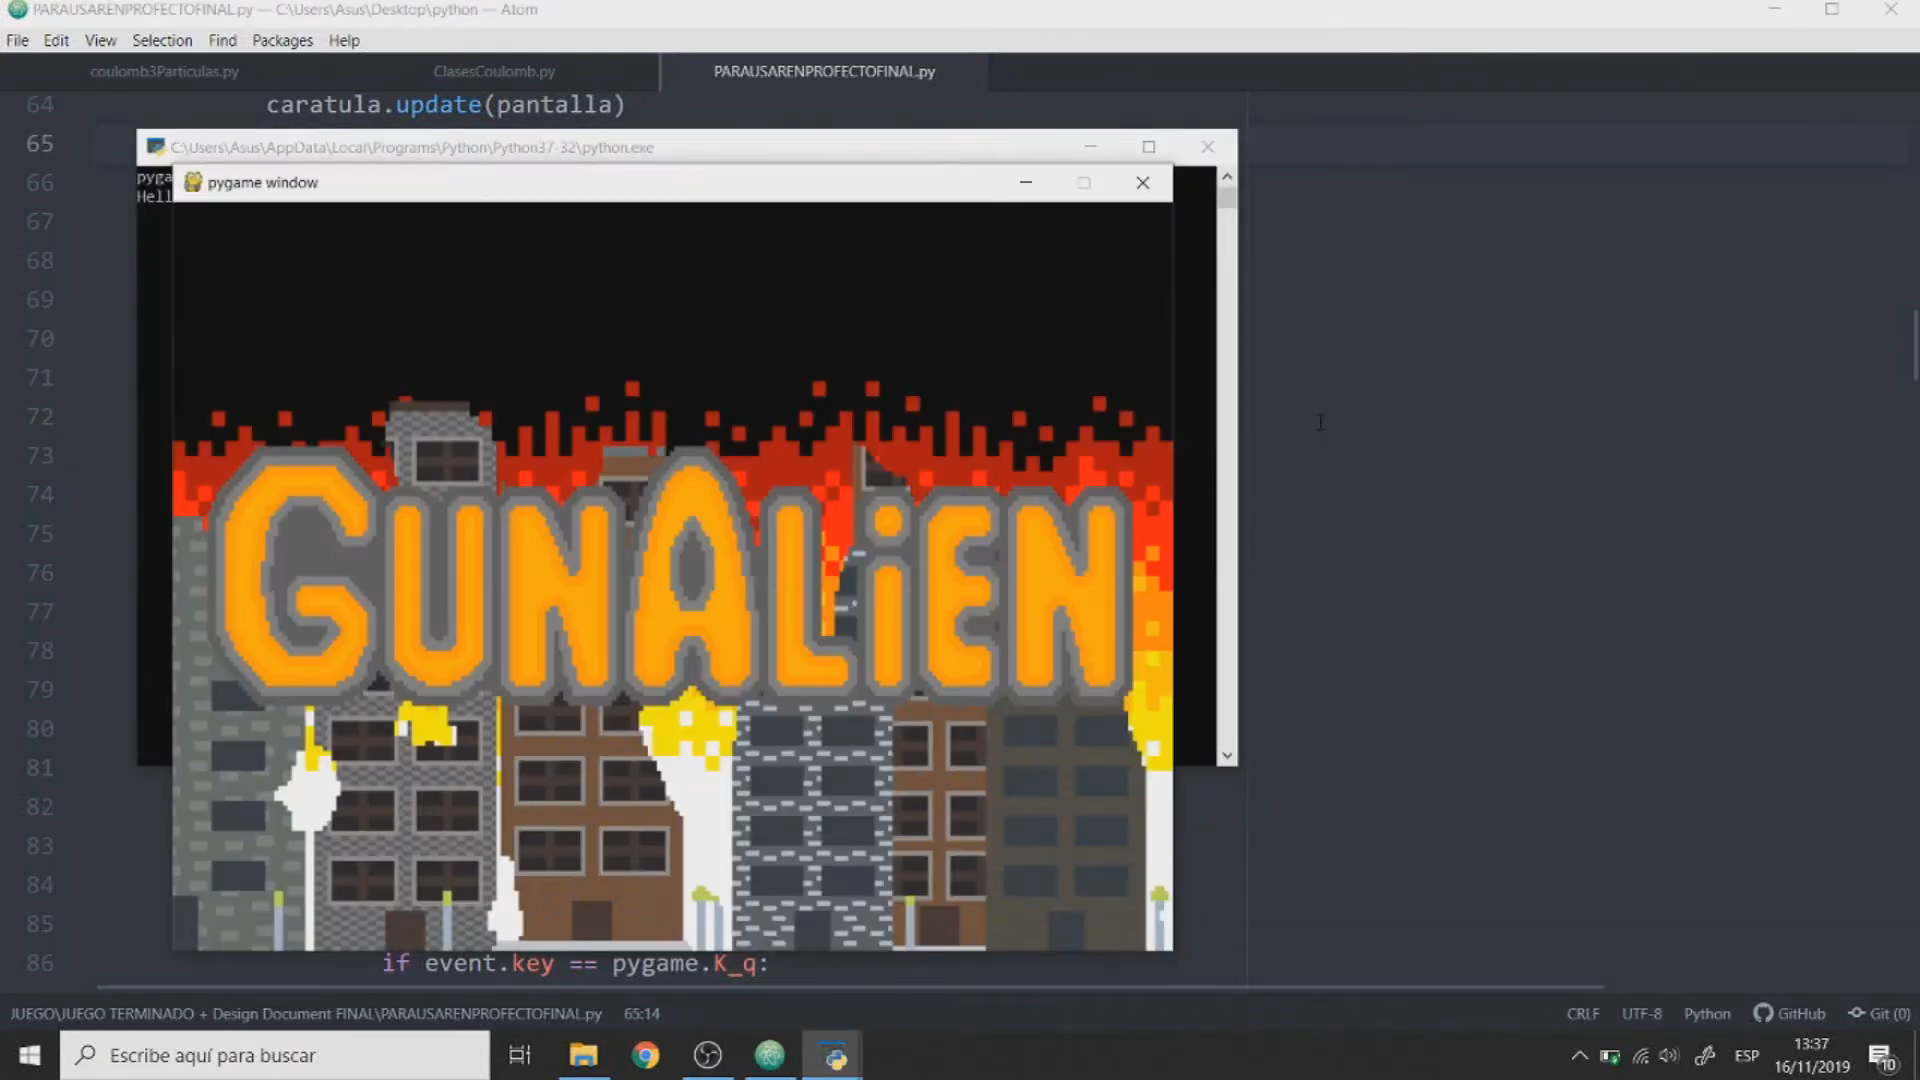 PARAUSARENPROFECTOFINAL.py — C:\Users\Asus\Desktop\python — Atom
File Edit View Selection Find Packages Help
coulomb3Particulas.py ClasesCoulomb.py PARAUSARENPROFECTOFINAL.py
64 caratula.update(pantalla)
65
C:\Users\Asus\AppData\Local\Programs\Python\Python37-32\python.exe
66 pyga
pygame window
Hell
67
68
69
70
71
72
73
74
75
GUNALiEN
76
77
78
79
80
81
82
83
84
85
86 if event.key == pygame.K_q:
JUEGO\JUEGO TERMINADO + Design Document FINAL\PARAUSARENPROFECTOFINAL.py 65:14 CRLF UTF-8 Python GitHub Git (0)
Escribe aquí para buscar
ESP
13:37
16/11/2019
10